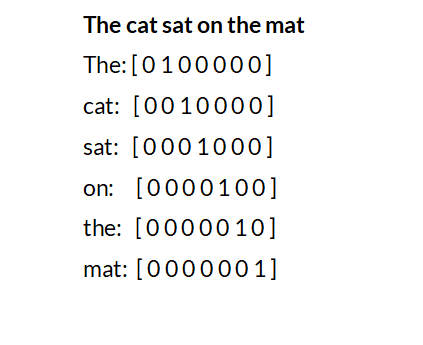 The cat sat on the mat
The: [0 1 0 0 0 0 0]
cat: [0 0 1 0 0 0 0]
sat: [0 0 0 1 0 0 0]
on: [0 0 0 0 1 0 0]
the: [0 0 0 0 0 1 0]
mat: [0 0 0 0 0 0 1]